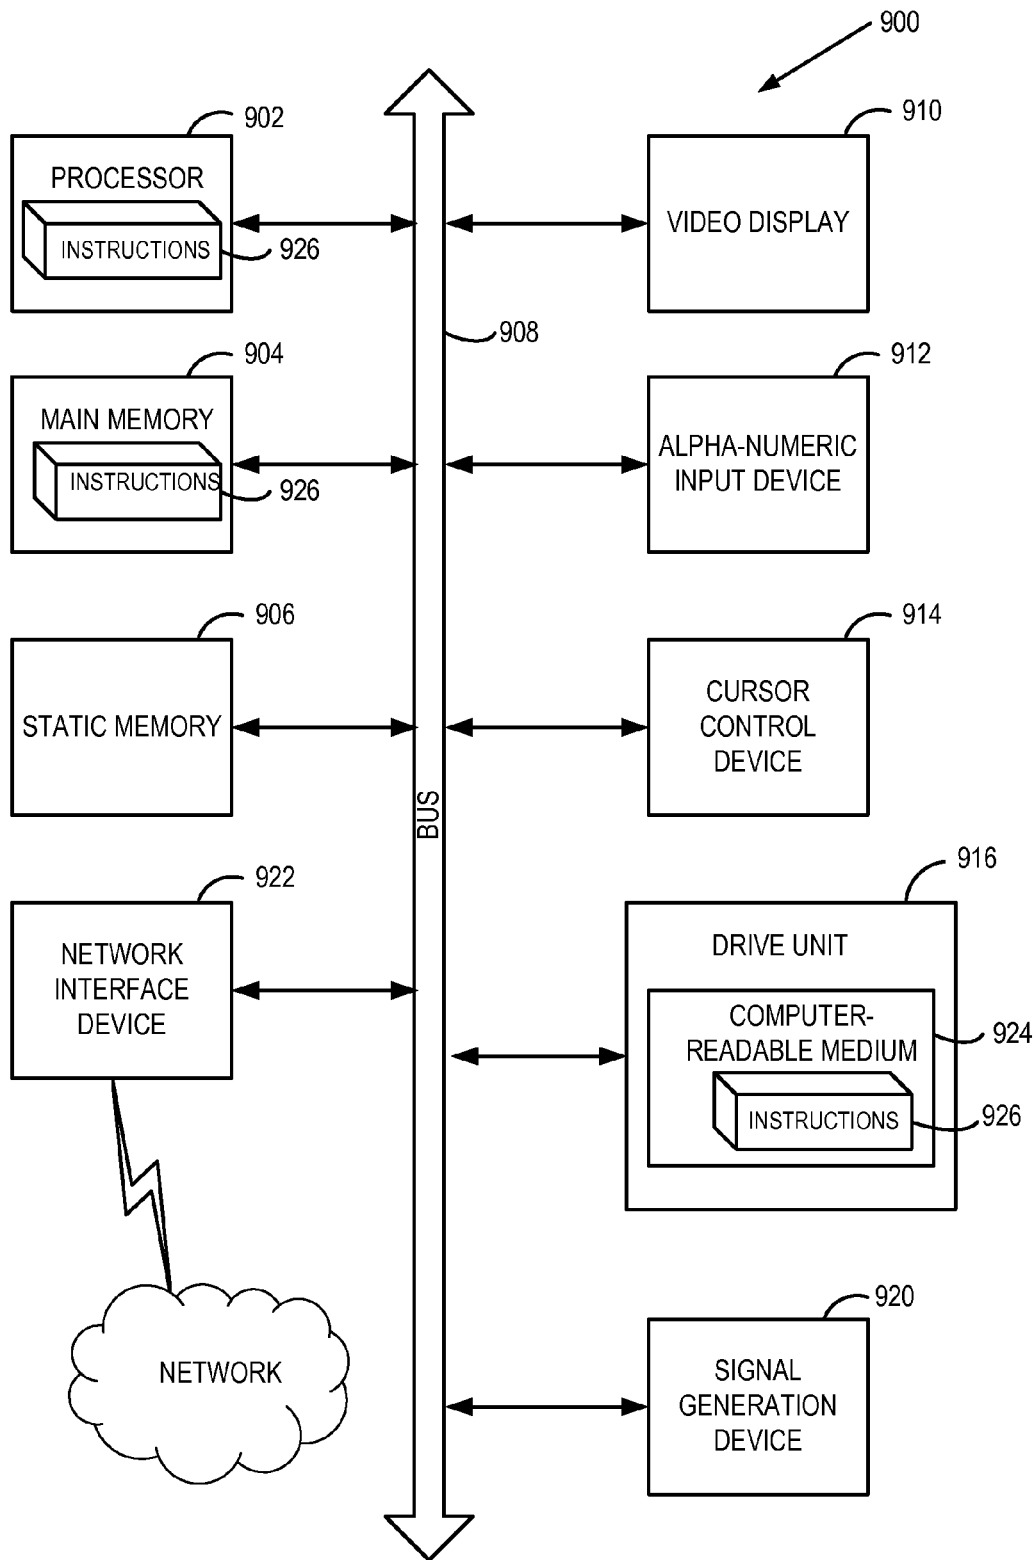 900
902
PROCESSOR
INSTRUCTIONS
926
910
VIDEO DISPLAY
908
904
MAIN MEMORY
INSTRUCTIONS
926
912
ALPHA-NUMERIC
INPUT DEVICE
906
STATIC MEMORY
914
CURSOR
CONTROL
DEVICE
BUS
922
NETWORK
INTERFACE
DEVICE
916
DRIVE UNIT
COMPUTER-
READABLE MEDIUM
924
INSTRUCTIONS
926
NETWORK
920
SIGNAL
GENERATION
DEVICE